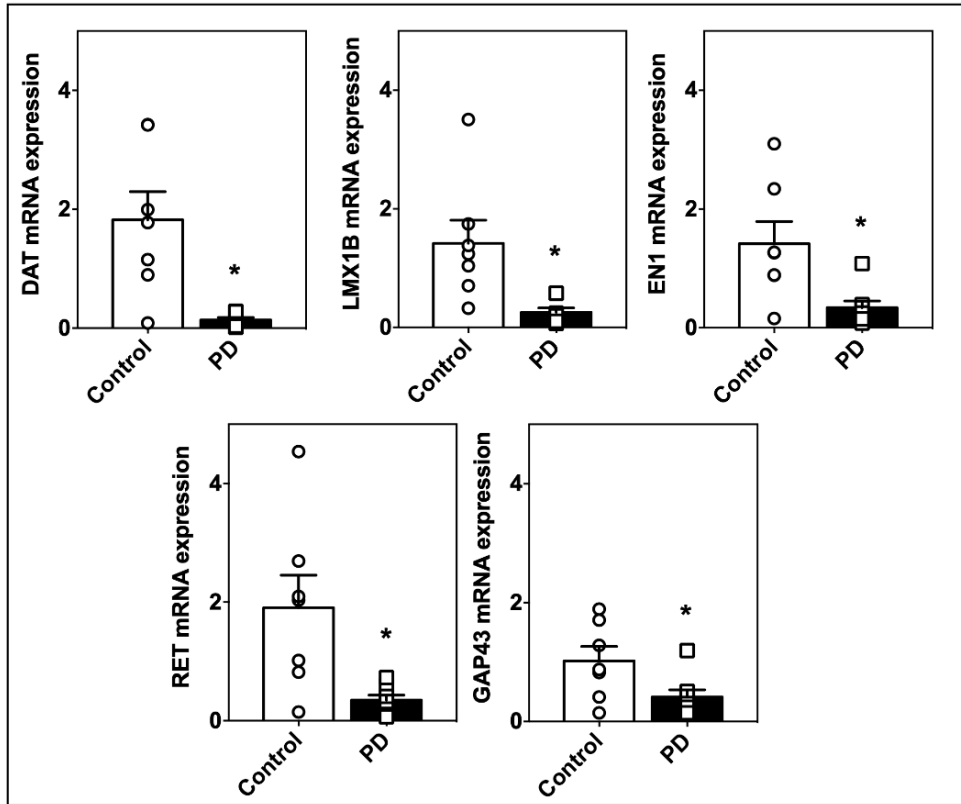 DAT mRNA expression
4
2
0
*
Control
PD
LMX1B mRNA expression
4
2
0
*
Control
PD
EN1 mRNA expression
4
2
0
*
Control
PD
RET mRNA expression
4
2
0
*
Control
PD
GAP43 mRNA expression
4
2
0
*
Control
PD